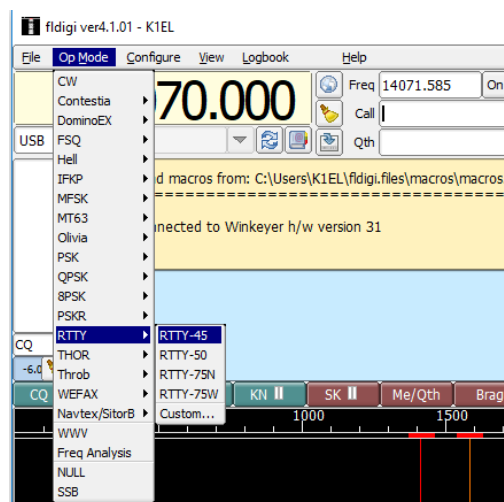 fldigi ver4.1.01 - K1EL
File Op Mode Configure View Logbook Help
CW
Contestia
DominoEX
FSQ
Hell
IFKP
MFSK
MT63
Olivia
PSK
QPSK
8PSK
PSKR
RTTY
THOR
Throb
WEFAX
Navtex/SitorB
WWV
Freq Analysis
NULL
SSB
RTTY-45
RTTY-50
RTTY-75N
RTTY-75W
Custom...
70.000
Freq 14071.585 On
Call
Qth
USB
d macros from: C:\Users\K1EL\fldigi.files\macros\macros.
=====================================
nnected to Winkeyer h/w version 31
CQ
-6.0
CQ KN II SK II Me/Qth Brag
1000 1500